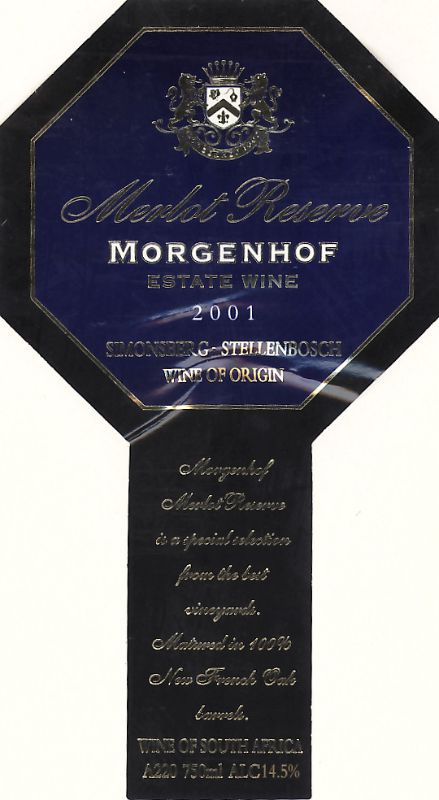 Merlot Reserve
MORGENHOF
ESTATE WINE
2001
SIMONSBERG - STELLENBOSCH
WINE OF ORIGIN
Morgenhof
Merlot Reserve
is a special selection
from the best
vineyards.
Matured in 100%
New French Oak
barrels.
WINE OF SOUTH AFRICA
A220 750ml ALC14.5%